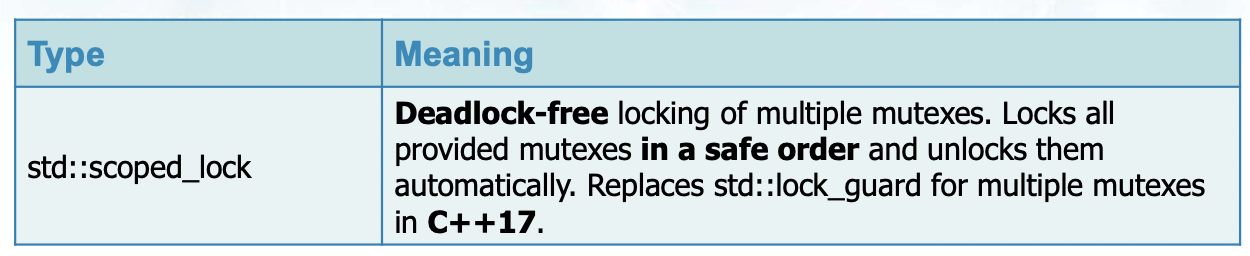 Type
Meaning
std::scoped_lock
Deadlock-free locking of multiple mutexes. Locks all
provided mutexes in a safe order and unlocks them
automatically. Replaces std::lock_guard for multiple mutexes
in C++17.